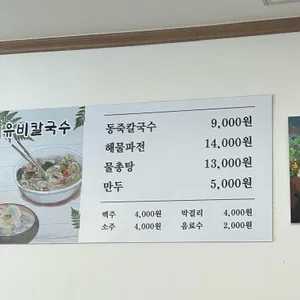 유비칼국수
동죽칼국수 9,000원
해물파전 14,000원
물총탕 13,000원
만두 5,000원
맥주 4,000원 막걸리 4,000원
소주 4,000원 음료수 2,000원